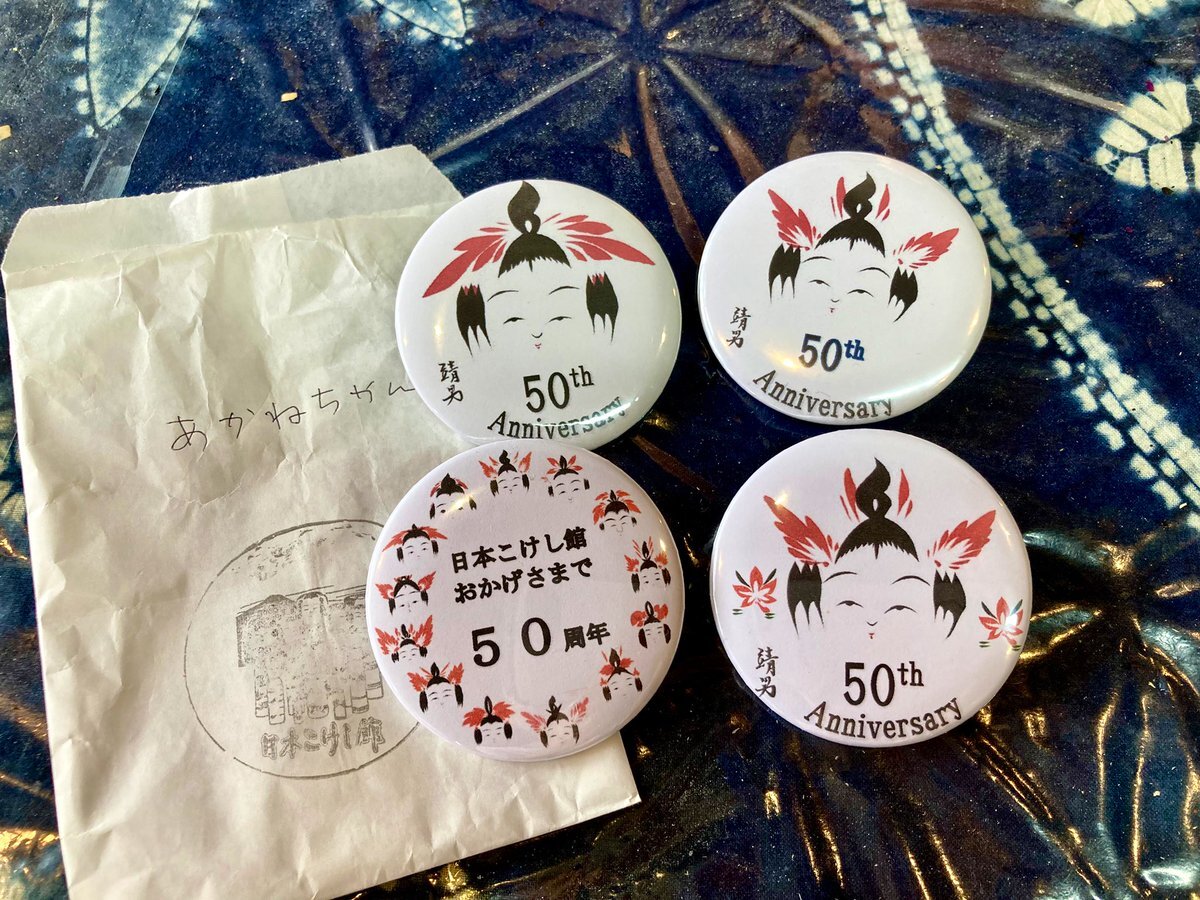 あかねちゃん
日本こけし館
靖男
50th
Anniversary
靖男
50th
Anniversary
日本こけし館
おかげさまで
50周年
靖男
50th
Anniversary